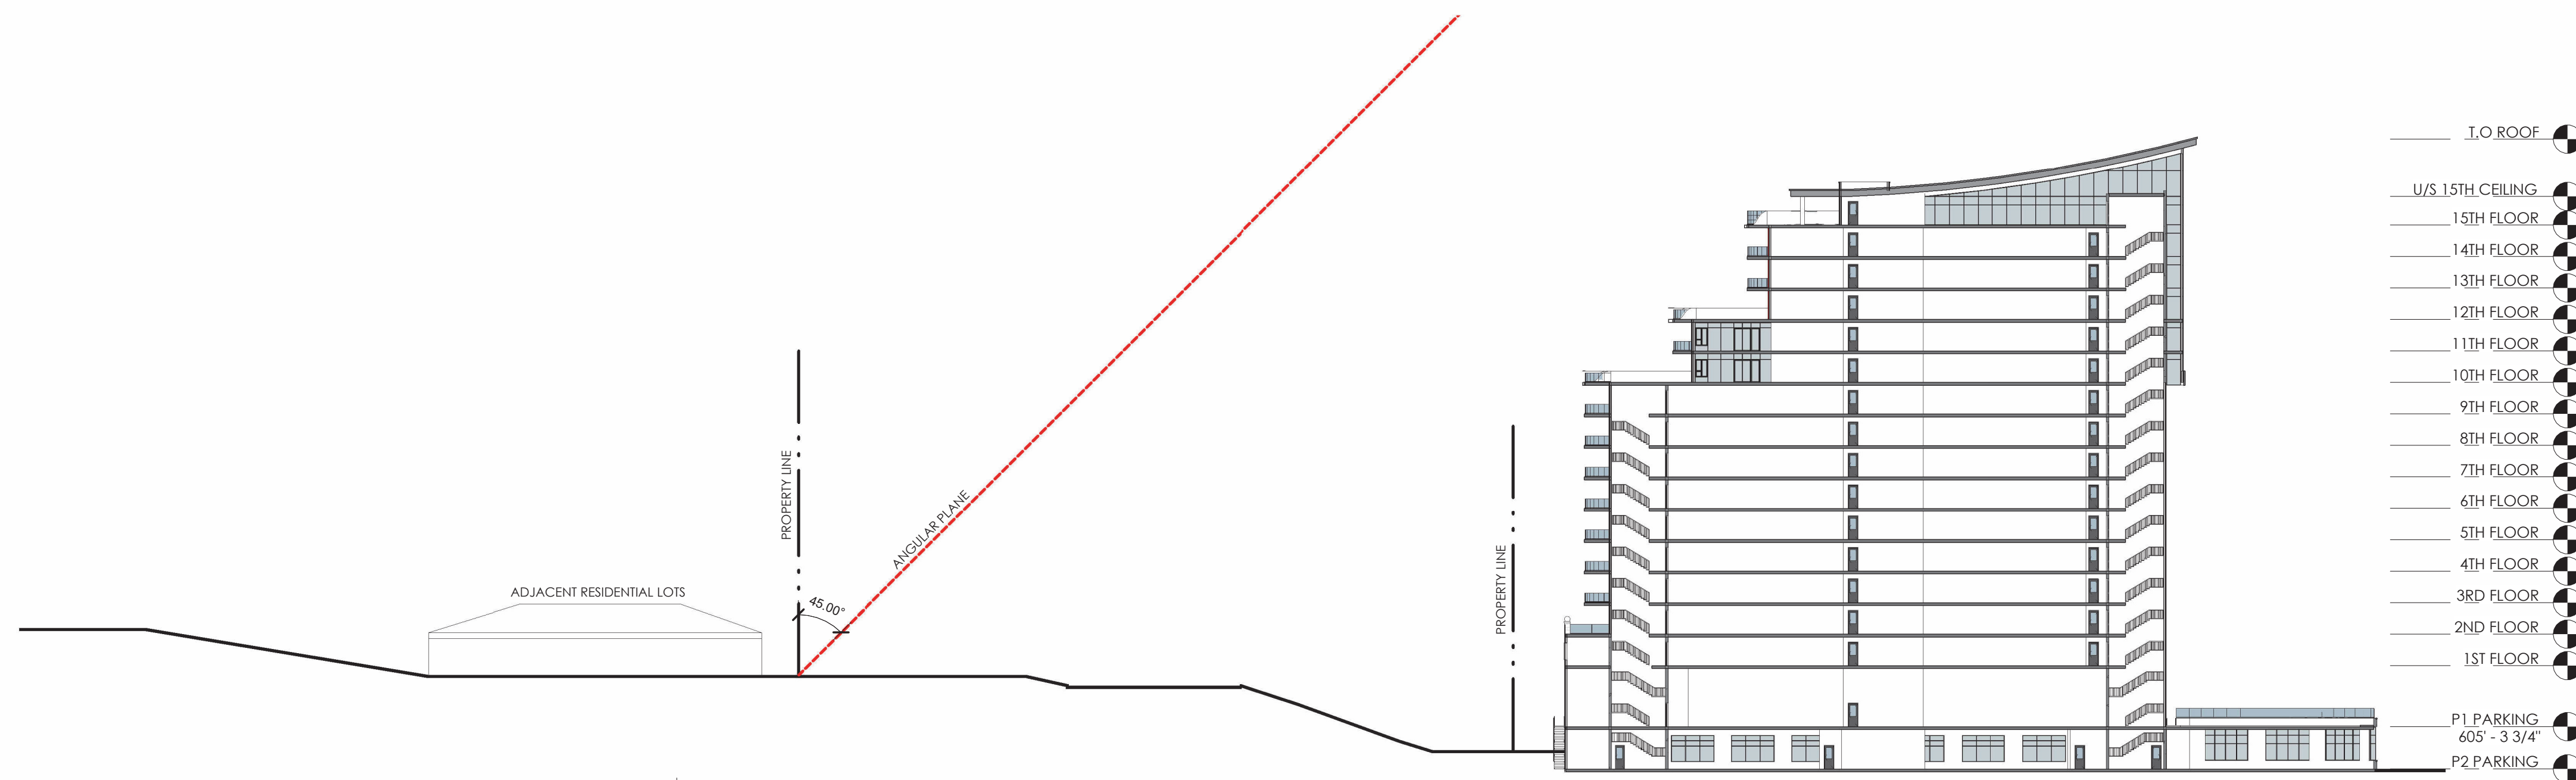 T.O ROOF
U/S 15TH CEILING
15TH FLOOR
14TH FLOOR
13TH FLOOR
12TH FLOOR
11TH FLOOR
10TH FLOOR
9TH FLOOR
8TH FLOOR
7TH FLOOR
6TH FLOOR
5TH FLOOR
4TH FLOOR
3RD FLOOR
2ND FLOOR
1ST FLOOR
P1 PARKING
605' - 3 3/4"
P2 PARKING
PROPERTY LINE
ANGULAR PLANE
45.00°
ADJACENT RESIDENTIAL LOTS
PROPERTY LINE